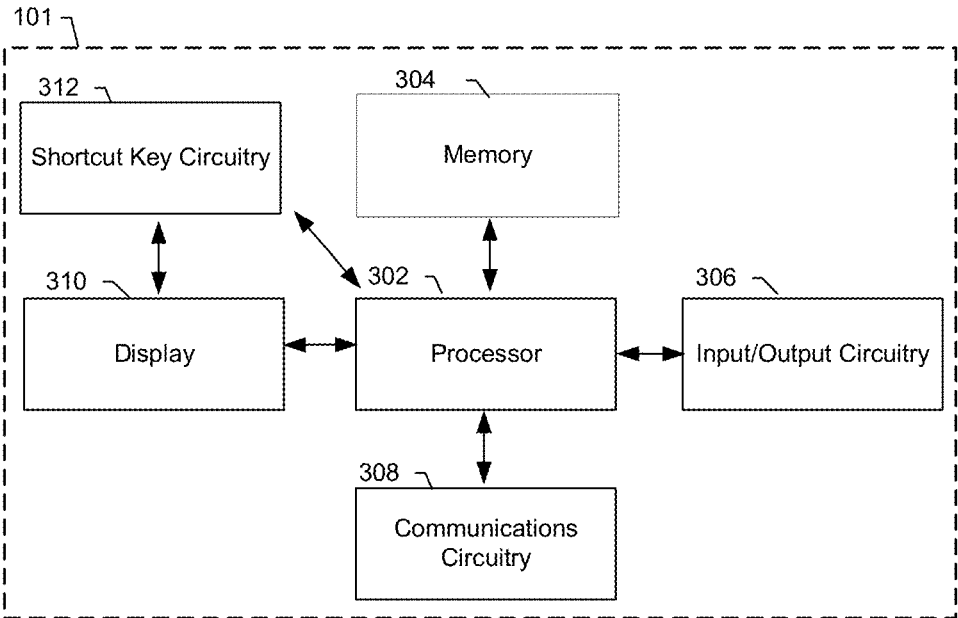 101
312
Shortcut Key Circuitry
304
Memory
310
Display
302
Processor
306
Input/Output Circuitry
308
Communications
Circuitry